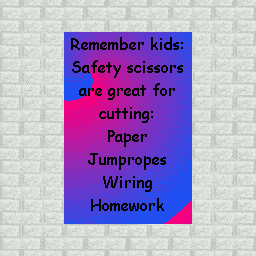 Remember kids:
Safety scissors
are great for
cutting:
Paper
Jumpropes
Wiring
Homework